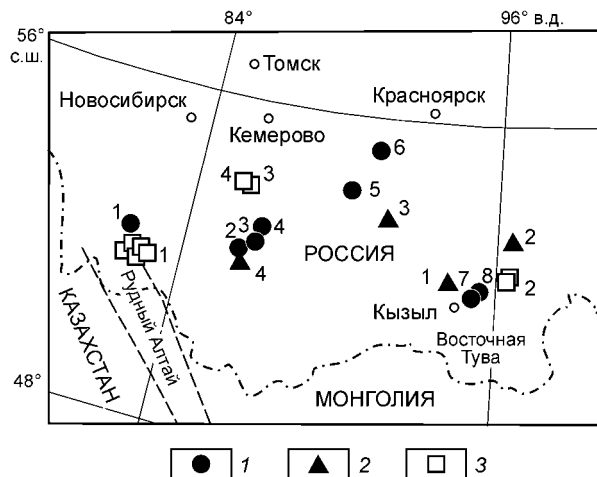 56°
с.ш.
84°
96° в.д.
Томск
Новосибирск
Кемерово
Красноярск
6
4 3
5
1
3
2 3 4
1
РОССИЯ
2
4
1 7 8
2
Кызыл
Восточная
Тува
КАЗАХСТАН
Рудный Алтай
48°
МОНГОЛИЯ
1 2 3